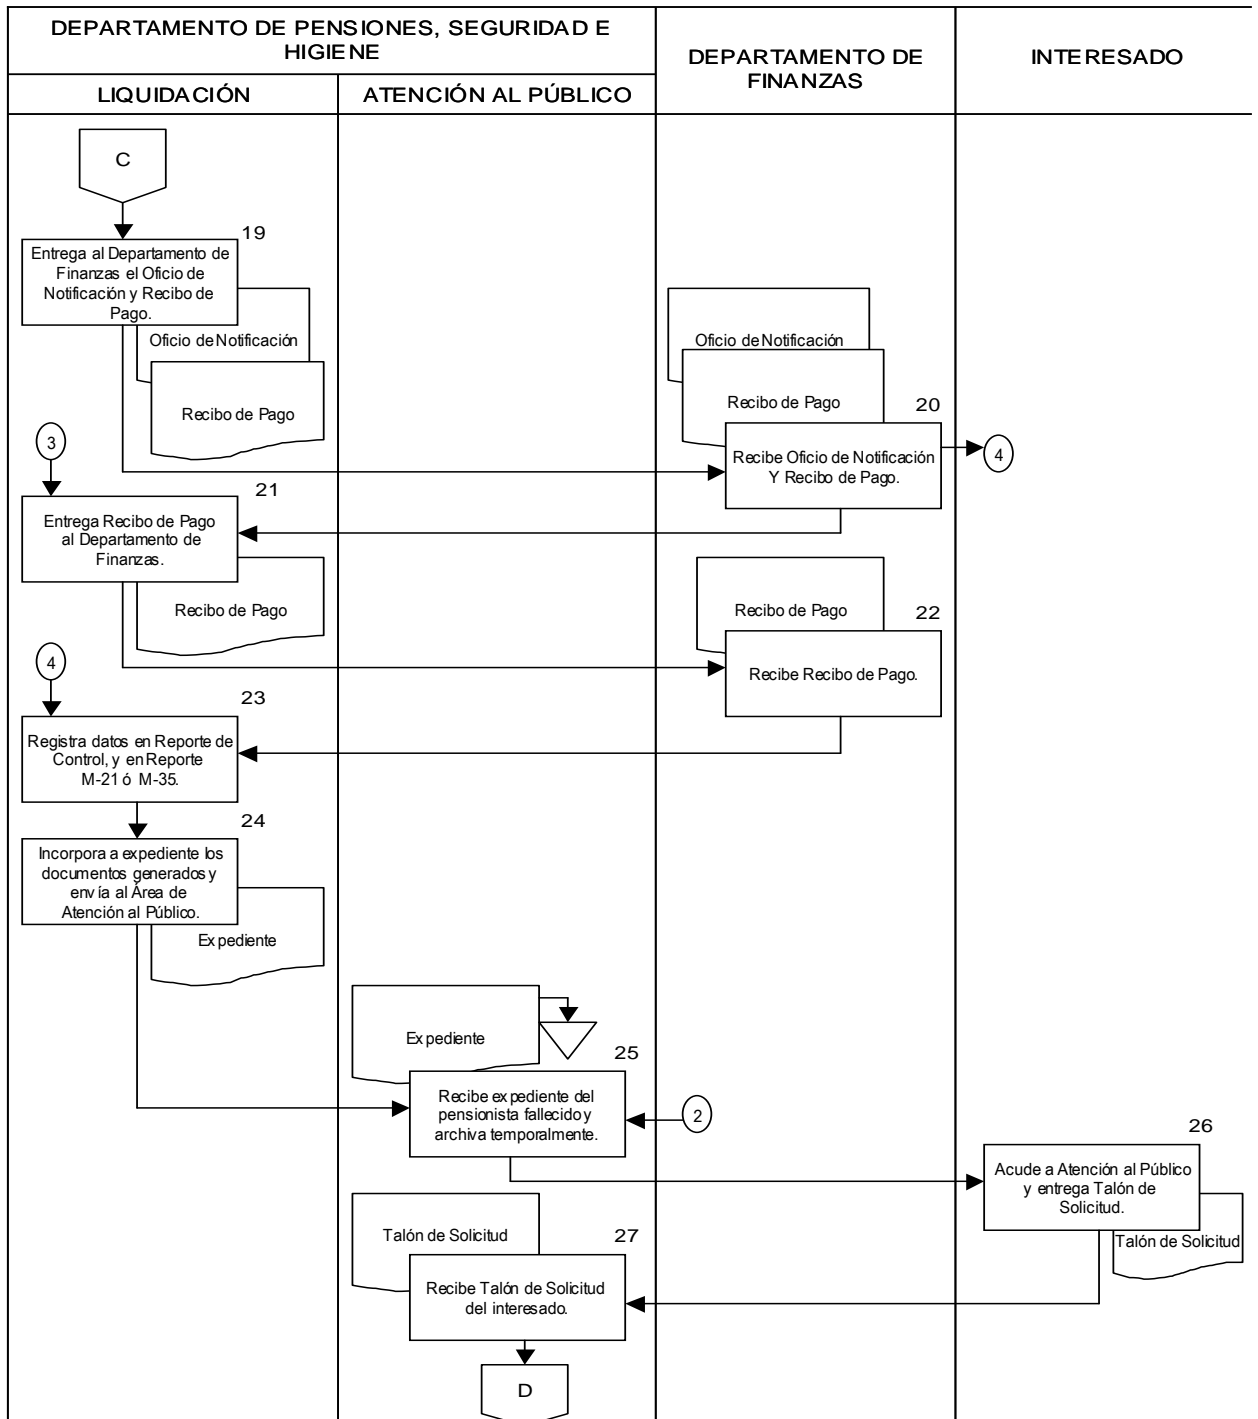 DEPARTAMENTO DE PENSIONES, SEGURIDAD E
HIGIENE
DEPARTAMENTO DE
FINANZAS
INTERESADO
LIQUIDACIÓN
ATENCIÓN AL PÚBLICO
C
19
Entrega al Departamento de
Finanzas el Oficio de
Notificación y Recibo de
Pago.
Oficio de Notificación
Recibo de Pago
Oficio de Notificación
Recibo de Pago
20
Recibe Oficio de Notificación
Y Recibo de Pago.
4
3
21
Entrega Recibo de Pago
al Departamento de
Finanzas.
Recibo de Pago
Recibo de Pago
22
Recibe Recibo de Pago.
4
23
Registra datos en Reporte de
Control, y en Reporte
M-21 ó M-35.
24
Incorpora a expediente los
documentos generados y
envía al Área de
Atención al Público.
Expediente
Expediente
25
Recibe expediente del
pensionista fallecido y
archiva temporalmente.
2
26
Acude a Atención al Público
y entrega Talón de
Solicitud.
Talón de Solicitud
Talón de Solicitud
27
Recibe Talón de Solicitud
del interesado.
D